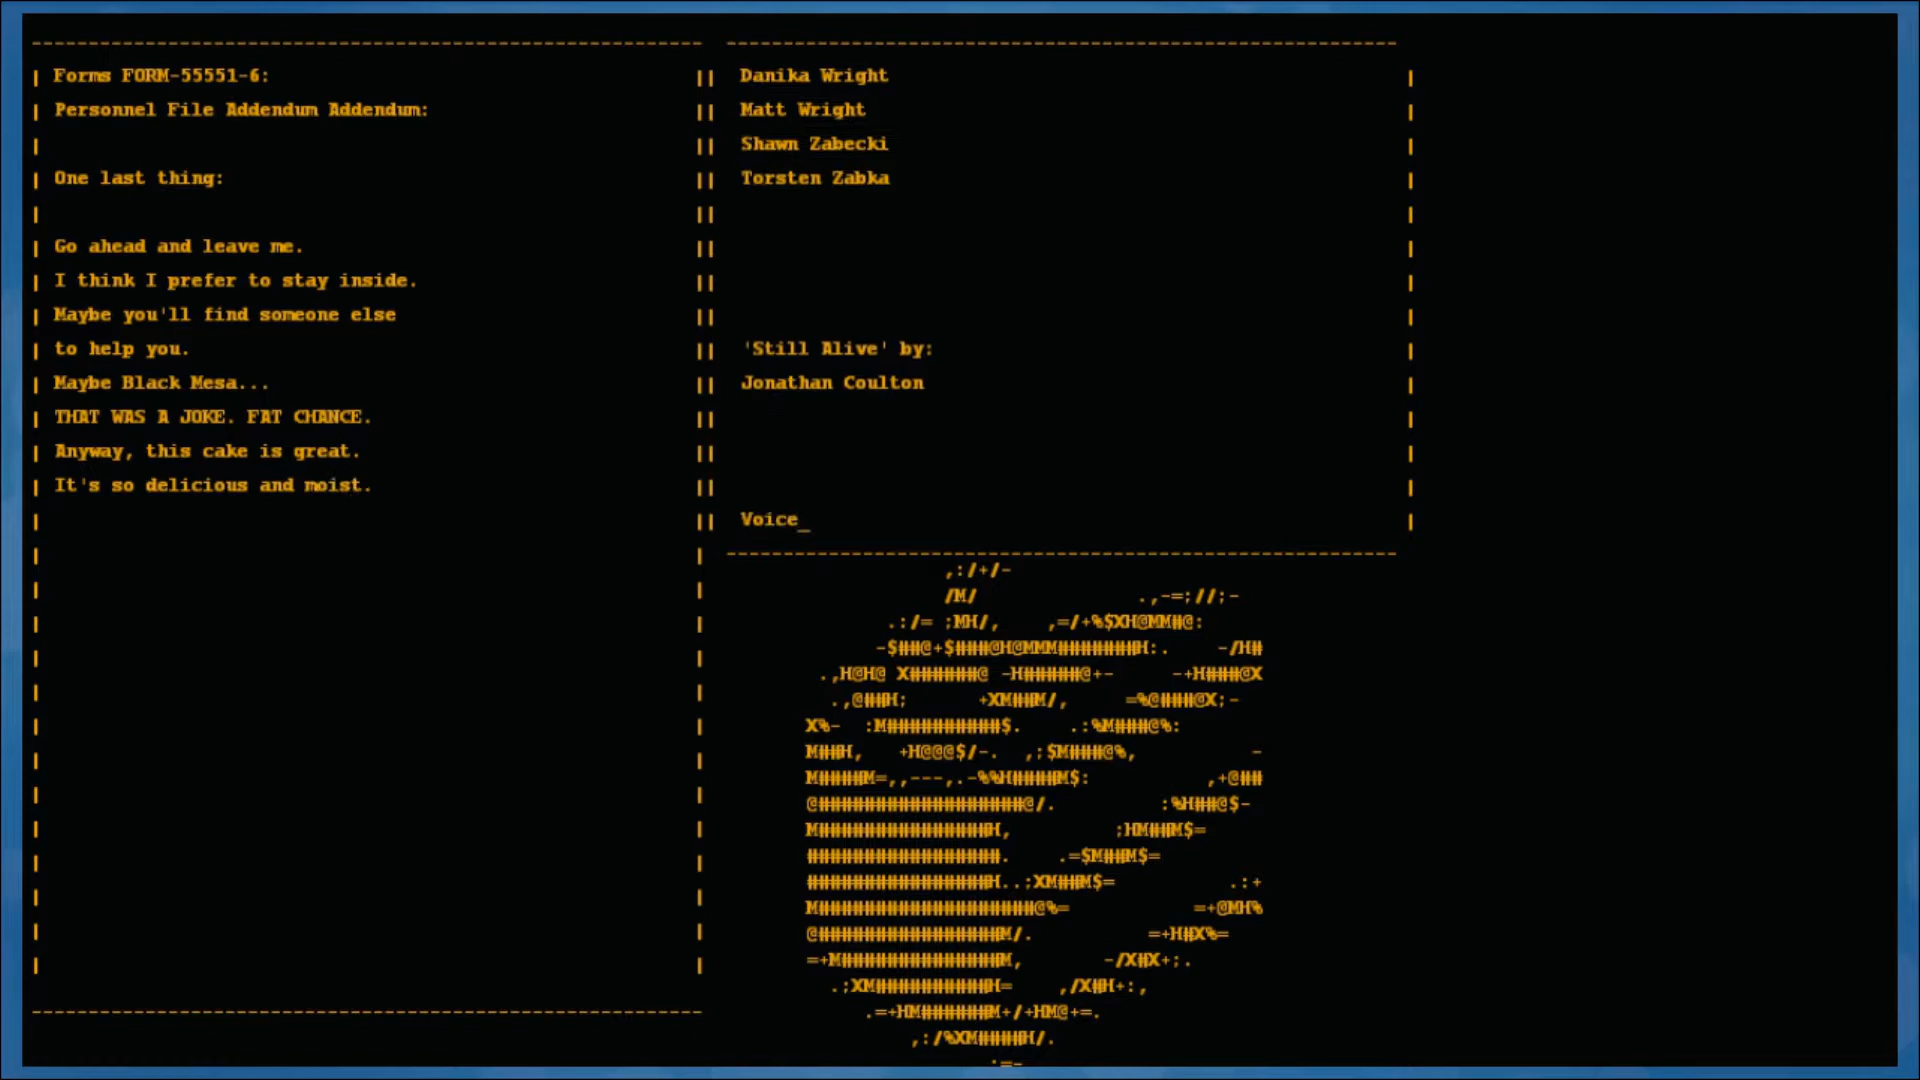 Forms FORM-55551-6:
Personnel File Addendum Addendum:
One last thing:
Go ahead and leave me.
I think I prefer to stay inside.
Maybe you'll find someone else
to help you.
Maybe Black Mesa...
THAT WAS A JOKE. FAT CHANCE.
Anyway, this cake is great.
It's so delicious and moist.
Danika Wright
Matt Wright
Shawn Zabecki
Torsten Zabka
'Still Alive' by:
Jonathan Coulton
Voice_